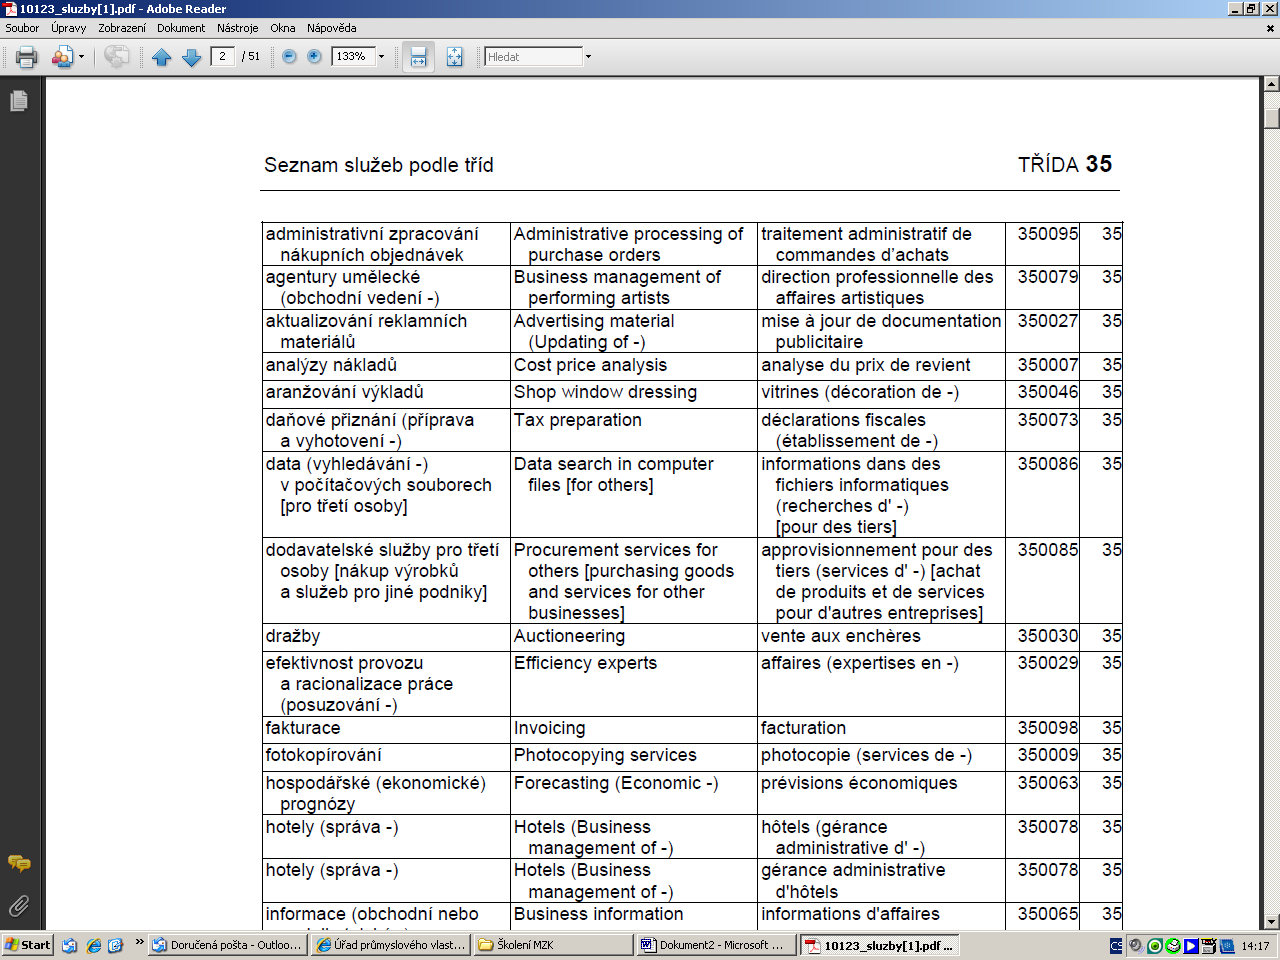 10123_sluzby[1].pdf - Adobe Reader
Soubor Úpravy Zobrazení Dokument Nástroje Okna Nápověda
2 / 51 133% Hledat
Seznam služeb podle tříd TŘÍDA 35
administrativní zpracování Administrative processing of traitement administratif de 350095 35
nákupních objednávek purchase orders commandes d'achats
agentury umělecké Business management of direction professionnelle des 350079 35
(obchodní vedení -) performing artists affaires artistiques
aktualizování reklamních Advertising material mise à jour de documentation 350027 35
materiálů (Updating of -) publicitaire
analýzy nákladů Cost price analysis analyse du prix de revient 350007 35
aranžování výkladů Shop window dressing vitrines (décoration de -) 350046 35
daňové přiznání (příprava Tax preparation déclarations fiscales 350073 35
a vyhotovení -) (établissement de -)
data (vyhledávání -) Data search in computer informations dans des 350086 35
v počítačových souborech files [for others] fichiers informatiques
[pro třetí osoby] (recherches d' -)
[pour des tiers]
dodavatelské služby pro třetí Procurement services for approvisionnement pour des 350085 35
osoby [nákup výrobků others [purchasing goods tiers (services d' -) [achat
a služeb pro jiné podniky] and services for other de produits et de services
businesses] pour d'autres entreprises]
dražby Auctioneering vente aux enchères 350030 35
efektivnost provozu Efficiency experts affaires (expertises en -) 350029 35
a racionalizace práce
(posuzování -)
fakturace Invoicing facturation 350098 35
fotokopírování Photocopying services photocopie (services de -) 350009 35
hospodářské (ekonomické) Forecasting (Economic -) prévisions économiques 350063 35
prognózy
hotely (správa -) Hotels (Business hôtels (gérance 350078 35
management of -) administrative d' -)
hotely (správa -) Hotels (Business gérance administrative 350078 35
management of -) d'hôtels
informace (obchodní nebo Business information informations d'affaires 350065 35
Start » Doručená pošta - Outloo... Úřad průmyslového vlast... Školení MZK Dokument2 - Microsoft ... 10123_sluzby[1].pdf ... CS 14:17